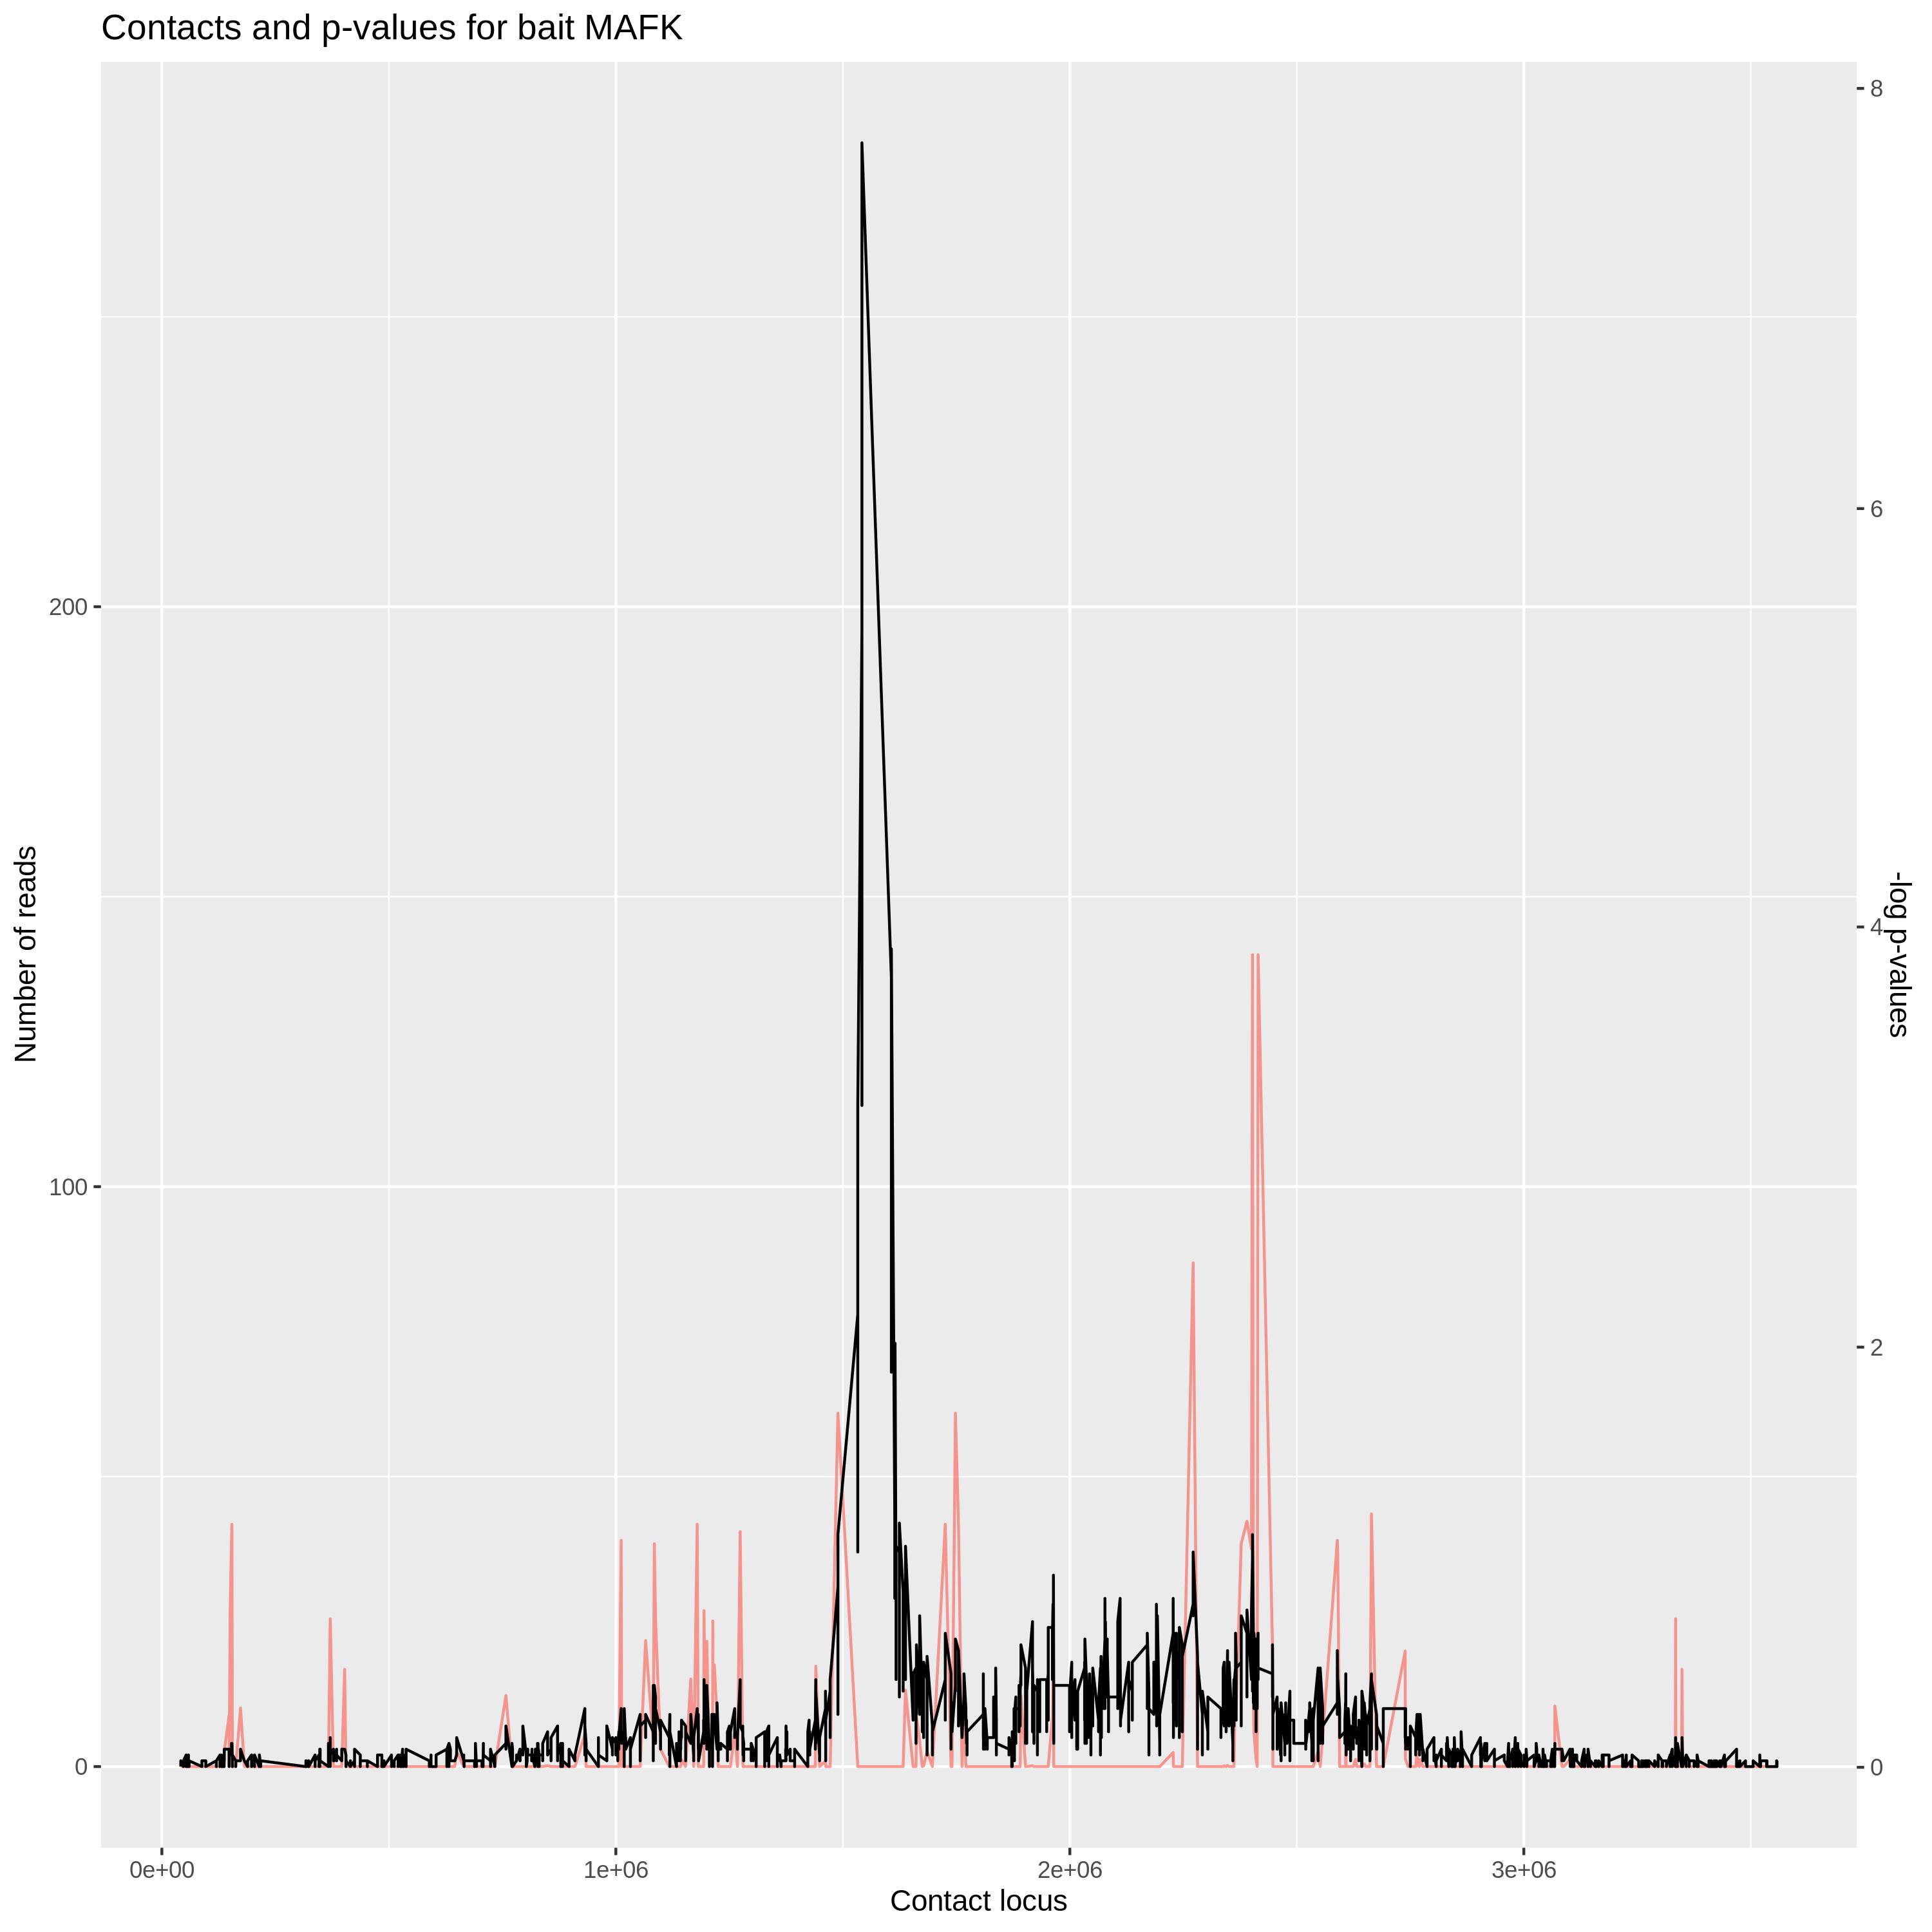 Contacts and p-values for bait MAFK
Number of reads
200
100
0
8
6
4
2
0
-log p-values
0e+00 1e+06 2e+06 3e+06
Contact locus